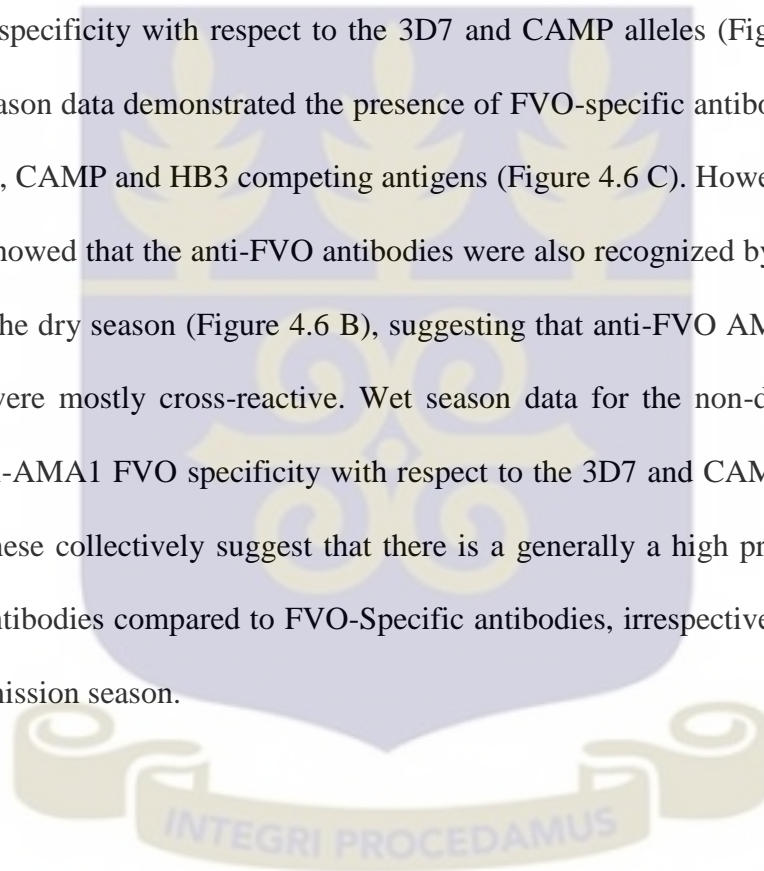 specificity with respect to the 3D7 and CAMP alleles (Fig
ason data demonstrated the presence of FVO-specific antibo
, CAMP and HB3 competing antigens (Figure 4.6 C). Howe
howed that the anti-FVO antibodies were also recognized by
he dry season (Figure 4.6 B), suggesting that anti-FVO AM
vere mostly cross-reactive. Wet season data for the non-d
-AMA1 FVO specificity with respect to the 3D7 and CAM
hese collectively suggest that there is a generally a high pr
ntibodies compared to FVO-Specific antibodies, irrespective
nission season.
INTEGRI PROCEDAMUS